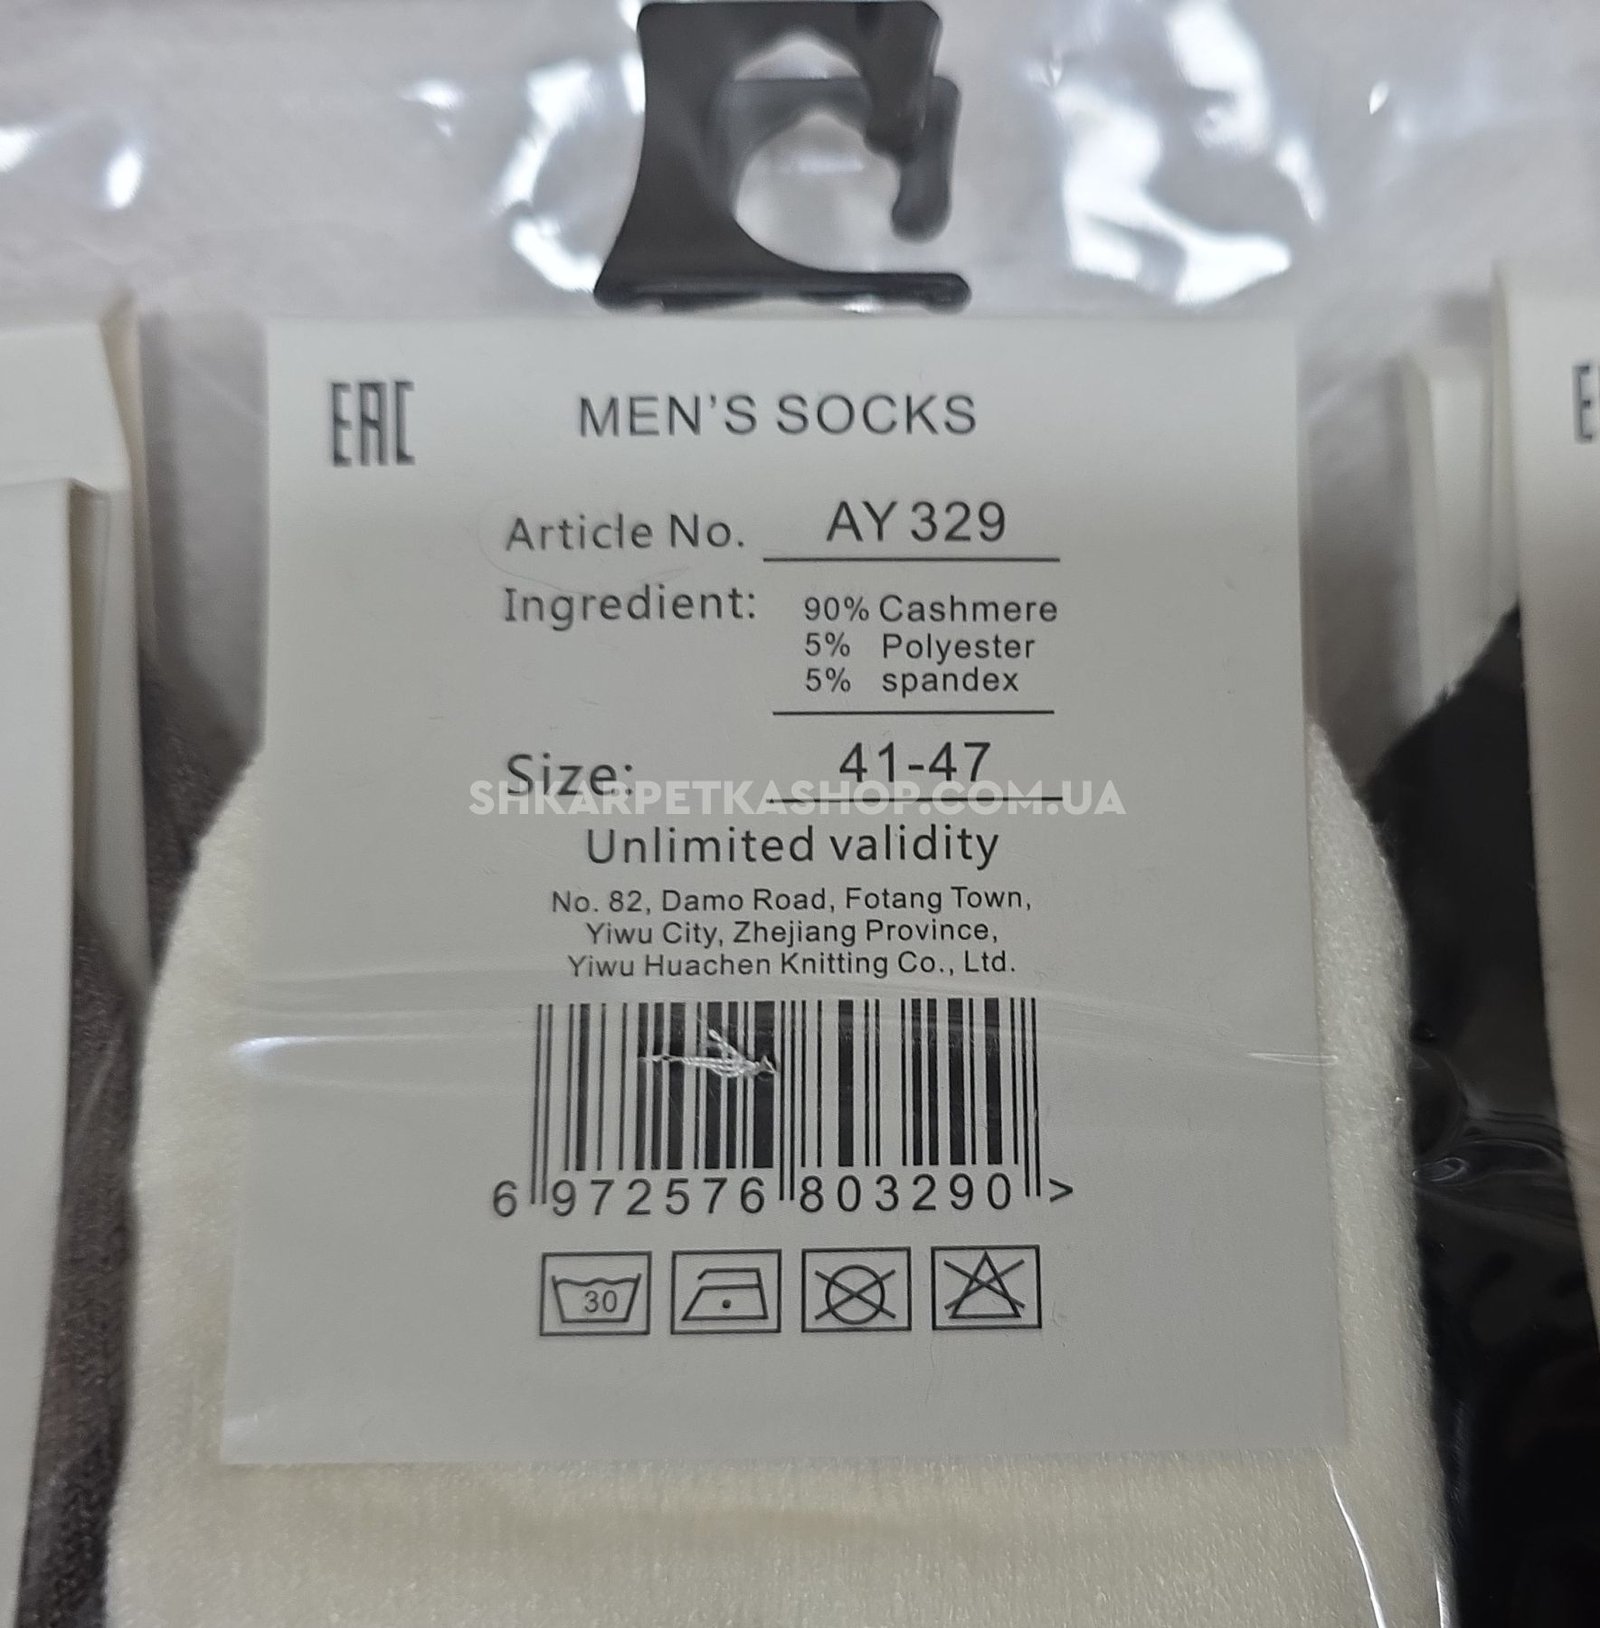 EAC
MEN'S SOCKS
Article No. AY 329
Ingredient: 90% Cashmere
5% Polyester
5% spandex
Size: 41-47
SHKARPETKASHOP.COM.UA
Unlimited validity
No. 82, Damo Road, Fotang Town,
Yiwu City, Zhejiang Province,
Yiwu Huachen Knitting Co., Ltd.
6 972576 803290 >
30